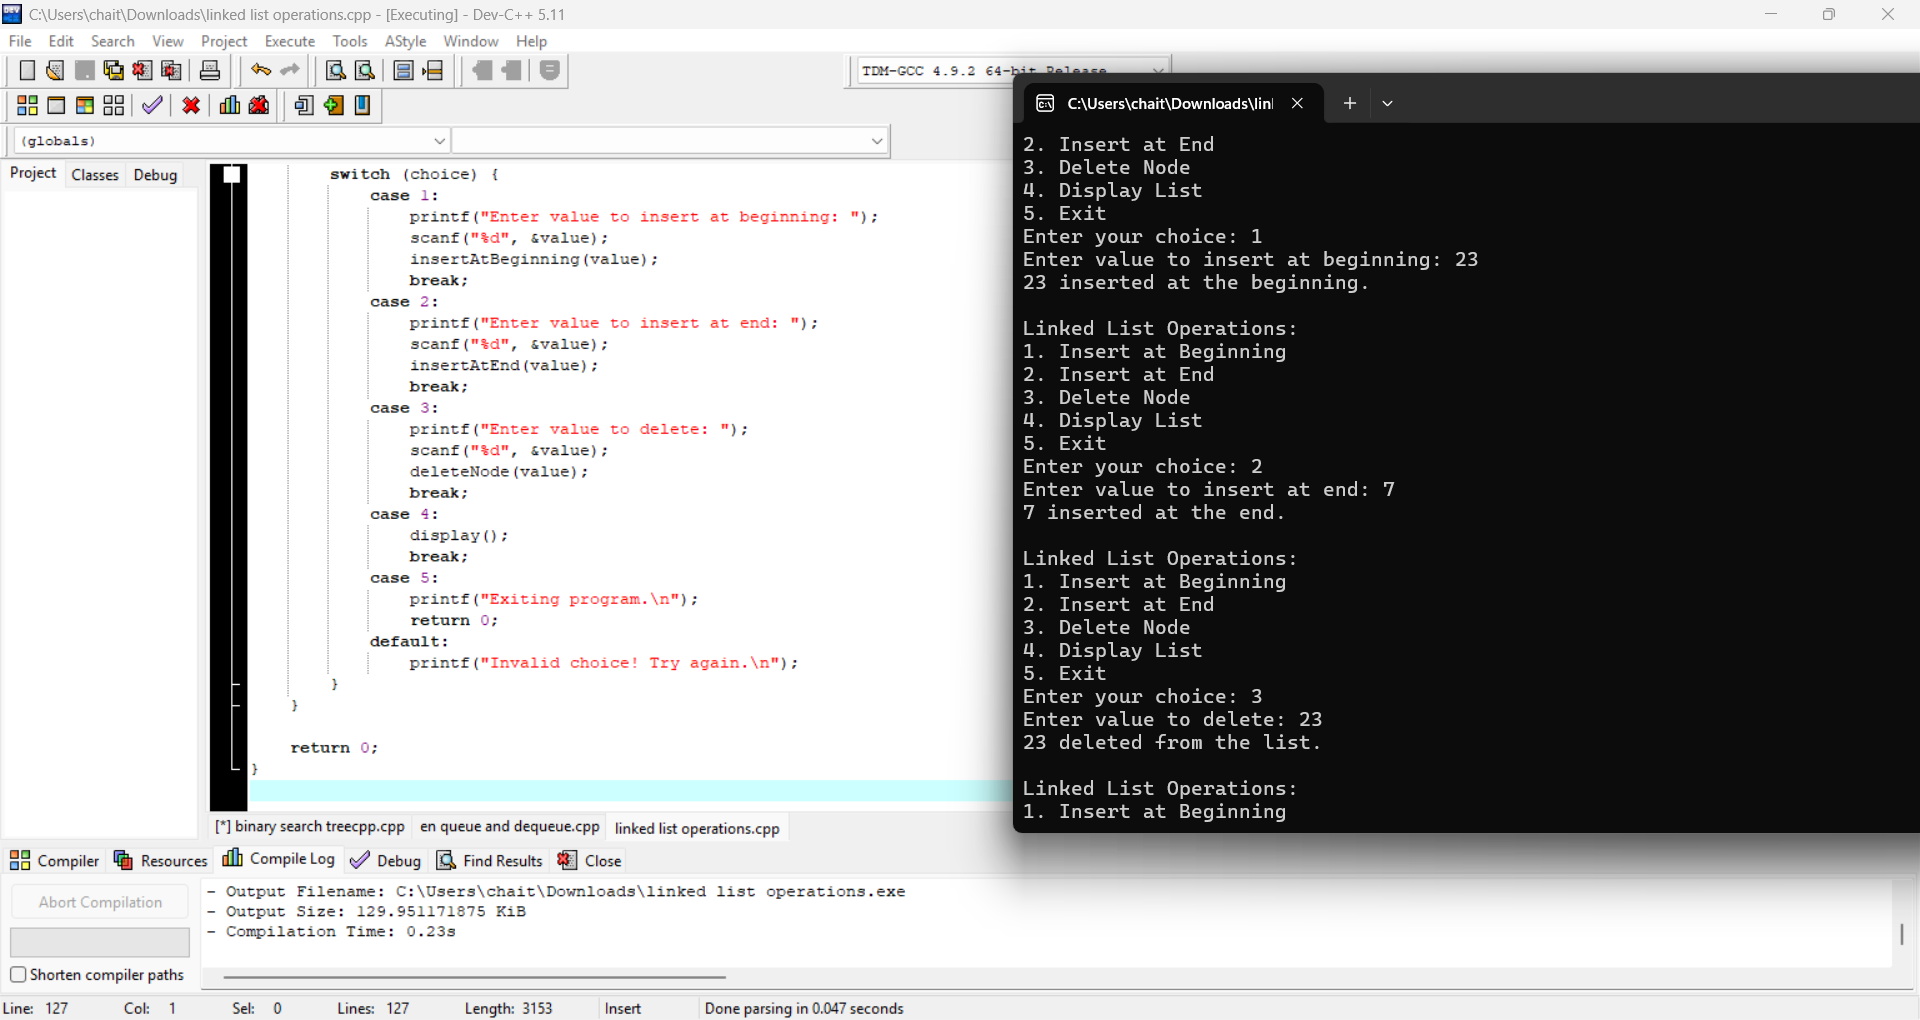 C:\Users\chait\Downloads\linked list operations.cpp - [Executing] - Dev-C++ 5.11
File Edit Search View Project Execute Tools AStyle Window Help
TDM-GCC 4.9.2 64-bit Release
(globals)
Project Classes Debug
switch (choice) {
case 1:
printf("Enter value to insert at beginning: ");
scanf("%d", &value);
insertAtBeginning(value);
break;
case 2:
printf("Enter value to insert at end: ");
scanf("%d", &value);
insertAtEnd(value);
break;
case 3:
printf("Enter value to delete: ");
scanf("%d", &value);
deleteNode(value);
break;
case 4:
display();
break;
case 5:
printf("Exiting program.\n");
return 0;
default:
printf("Invalid choice! Try again.\n");
}
}
return 0;
}
[*] binary search treecpp.cpp en queue and dequeue.cpp linked list operations.cpp
C:\Users\chait\Downloads\lin
2. Insert at End
3. Delete Node
4. Display List
5. Exit
Enter your choice: 1
Enter value to insert at beginning: 23
23 inserted at the beginning.
Linked List Operations:
1. Insert at Beginning
2. Insert at End
3. Delete Node
4. Display List
5. Exit
Enter your choice: 2
Enter value to insert at end: 7
7 inserted at the end.
Linked List Operations:
1. Insert at Beginning
2. Insert at End
3. Delete Node
4. Display List
5. Exit
Enter your choice: 3
Enter value to delete: 23
23 deleted from the list.
Linked List Operations:
1. Insert at Beginning
Compiler Resources Compile Log Debug Find Results Close
Abort Compilation
Shorten compiler paths
- Output Filename: C:\Users\chait\Downloads\linked list operations.exe
- Output Size: 129.951171875 KiB
- Compilation Time: 0.23s
Line: 127 Col: 1 Sel: 0 Lines: 127 Length: 3153 Insert Done parsing in 0.047 seconds